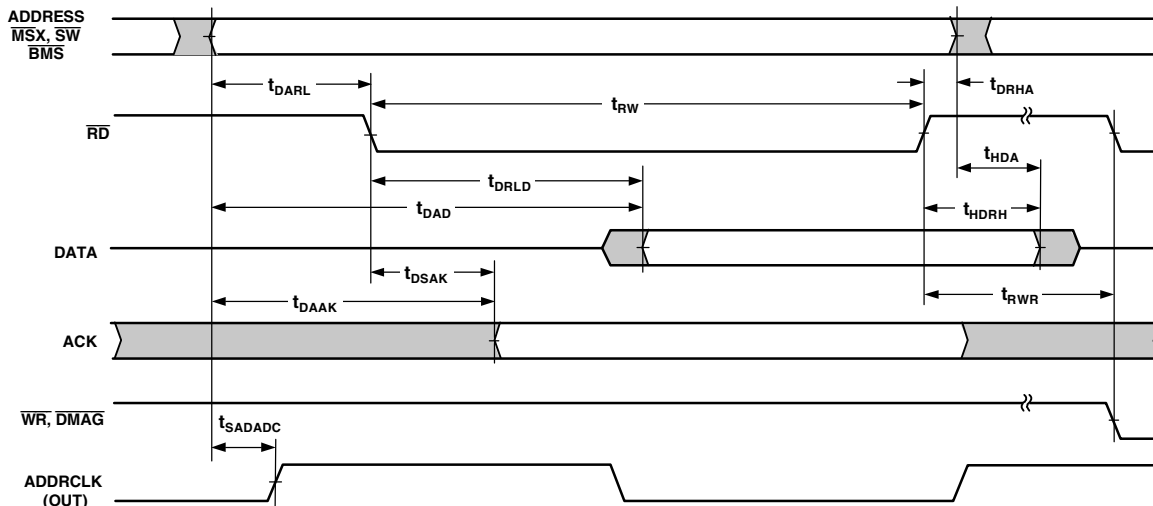 ADDRESS
MSX, SW
BMS
tDARL
tRW
tDRHA
RD
tHDA
tDRLD
tDAD
tHDRH
DATA
tDSAK
tDAAK
tRWR
ACK
WR, DMAG
tSADADC
ADDRCLK
(OUT)